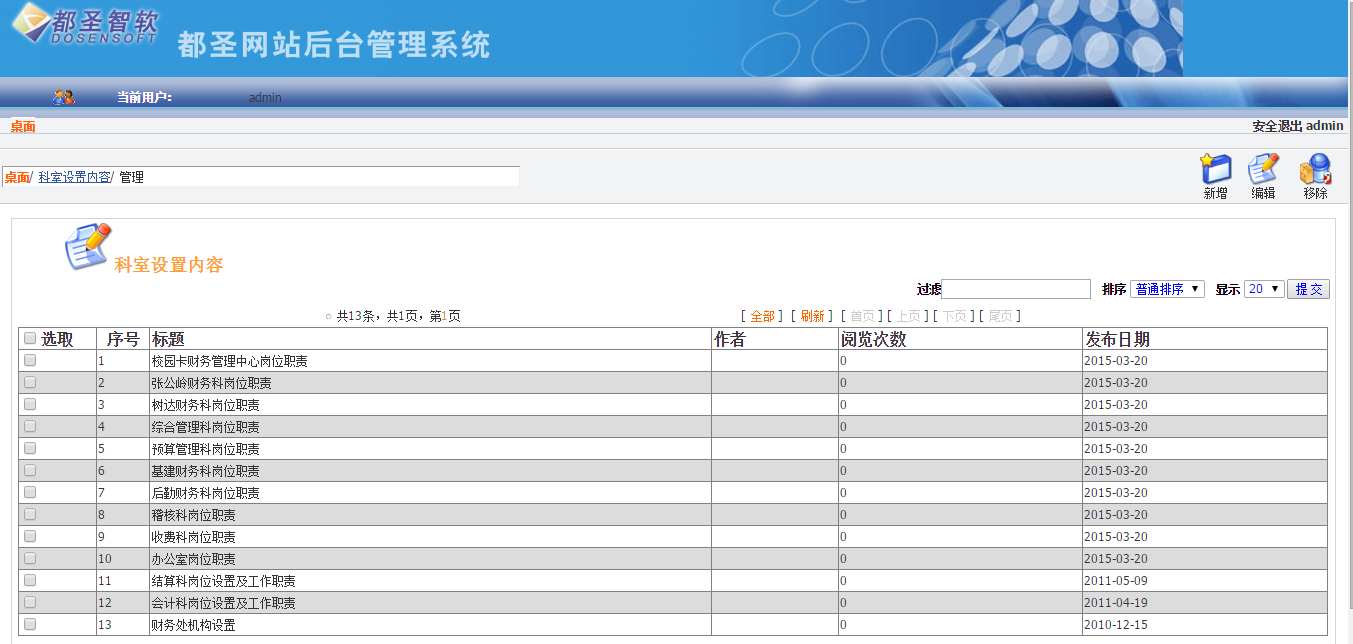 都圣智软
DOSENSOFT
都圣网站后台管理系统
当前用户: admin
桌面 安全退出 admin
桌面/ 科室设置内容/ 管理
新增 编辑 移除
科室设置内容
过滤 排序 普通排序 显示 20 提 交
共13条，共1页，第1页 [ 全部 ] [ 刷新 ] [ 首页 ] [ 上页 ] [ 下页 ] [ 尾页 ]
选取 序号 标题 作者 阅览次数 发布日期
1 校园卡财务管理中心岗位职责 0 2015-03-20
2 张公岭财务科岗位职责 0 2015-03-20
3 树达财务科岗位职责 0 2015-03-20
4 综合管理科岗位职责 0 2015-03-20
5 预算管理科岗位职责 0 2015-03-20
6 基建财务科岗位职责 0 2015-03-20
7 后勤财务科岗位职责 0 2015-03-20
8 稽核科岗位职责 0 2015-03-20
9 收费科岗位职责 0 2015-03-20
10 办公室岗位职责 0 2015-03-20
11 结算科岗位设置及工作职责 0 2011-05-09
12 会计科岗位设置及工作职责 0 2011-04-19
13 财务处机构设置 0 2010-12-15